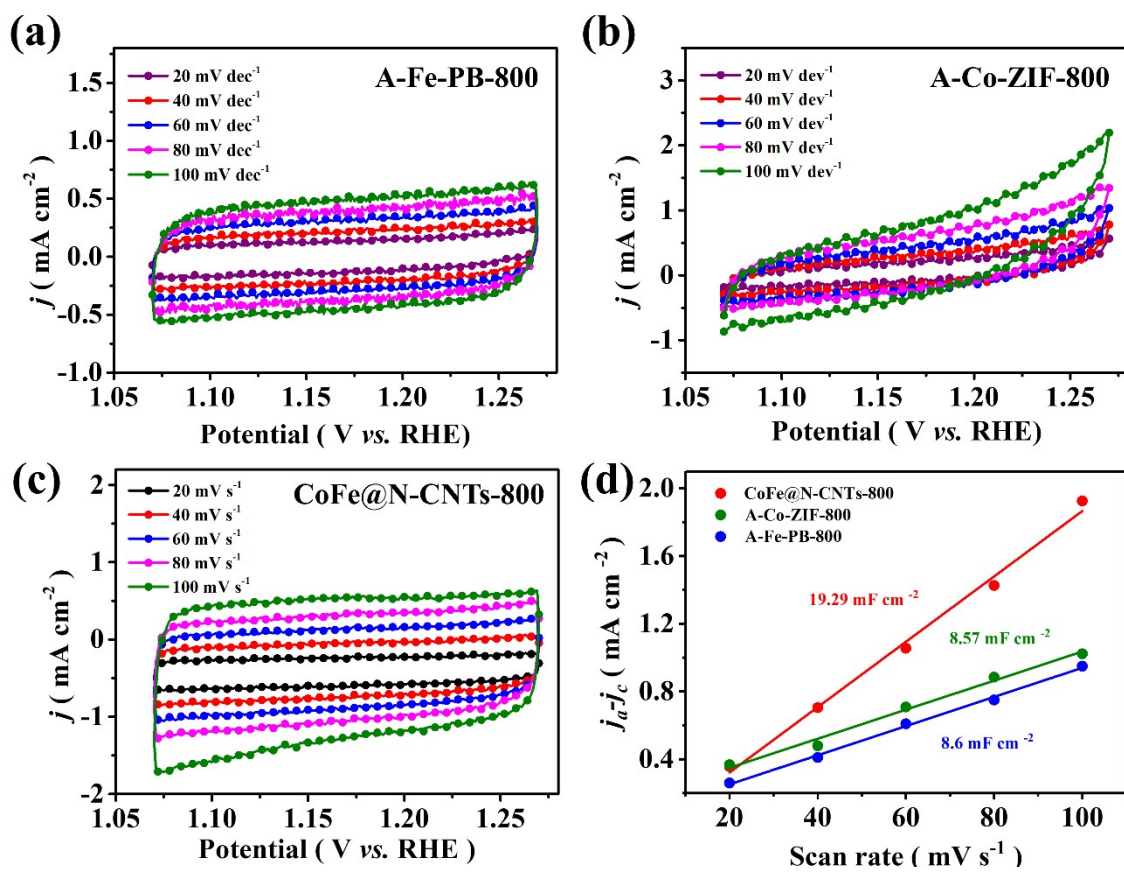 (a)
A-Fe-PB-800
20 mV dec⁻¹
40 mV dec⁻¹
60 mV dec⁻¹
80 mV dec⁻¹
100 mV dec⁻¹
1.5
1.0
0.5
0.0
-0.5
-1.0
j ( mA cm⁻²)
1.05 1.10 1.15 1.20 1.25
Potential ( V vs. RHE)
(b)
A-Co-ZIF-800
20 mV dev⁻¹
40 mV dev⁻¹
60 mV dev⁻¹
80 mV dev⁻¹
100 mV dev⁻¹
3
2
1
0
-1
j ( mA cm⁻²)
1.05 1.10 1.15 1.20 1.25
Potential ( V vs. RHE)
(c)
CoFe@N-CNTs-800
20 mV s⁻¹
40 mV s⁻¹
60 mV s⁻¹
80 mV s⁻¹
100 mV s⁻¹
2
1
0
-1
-2
j ( mA cm⁻²)
1.05 1.10 1.15 1.20 1.25
Potential ( V vs. RHE )
(d)
CoFe@N-CNTs-800
A-Co-ZIF-800
A-Fe-PB-800
19.29 mF cm ⁻²
8.57 mF cm ⁻²
8.6 mF cm ⁻²
2.0
1.6
1.2
0.8
0.4
jₐ-j_c ( mA cm⁻²)
20 40 60 80 100
Scan rate ( mV s⁻¹)